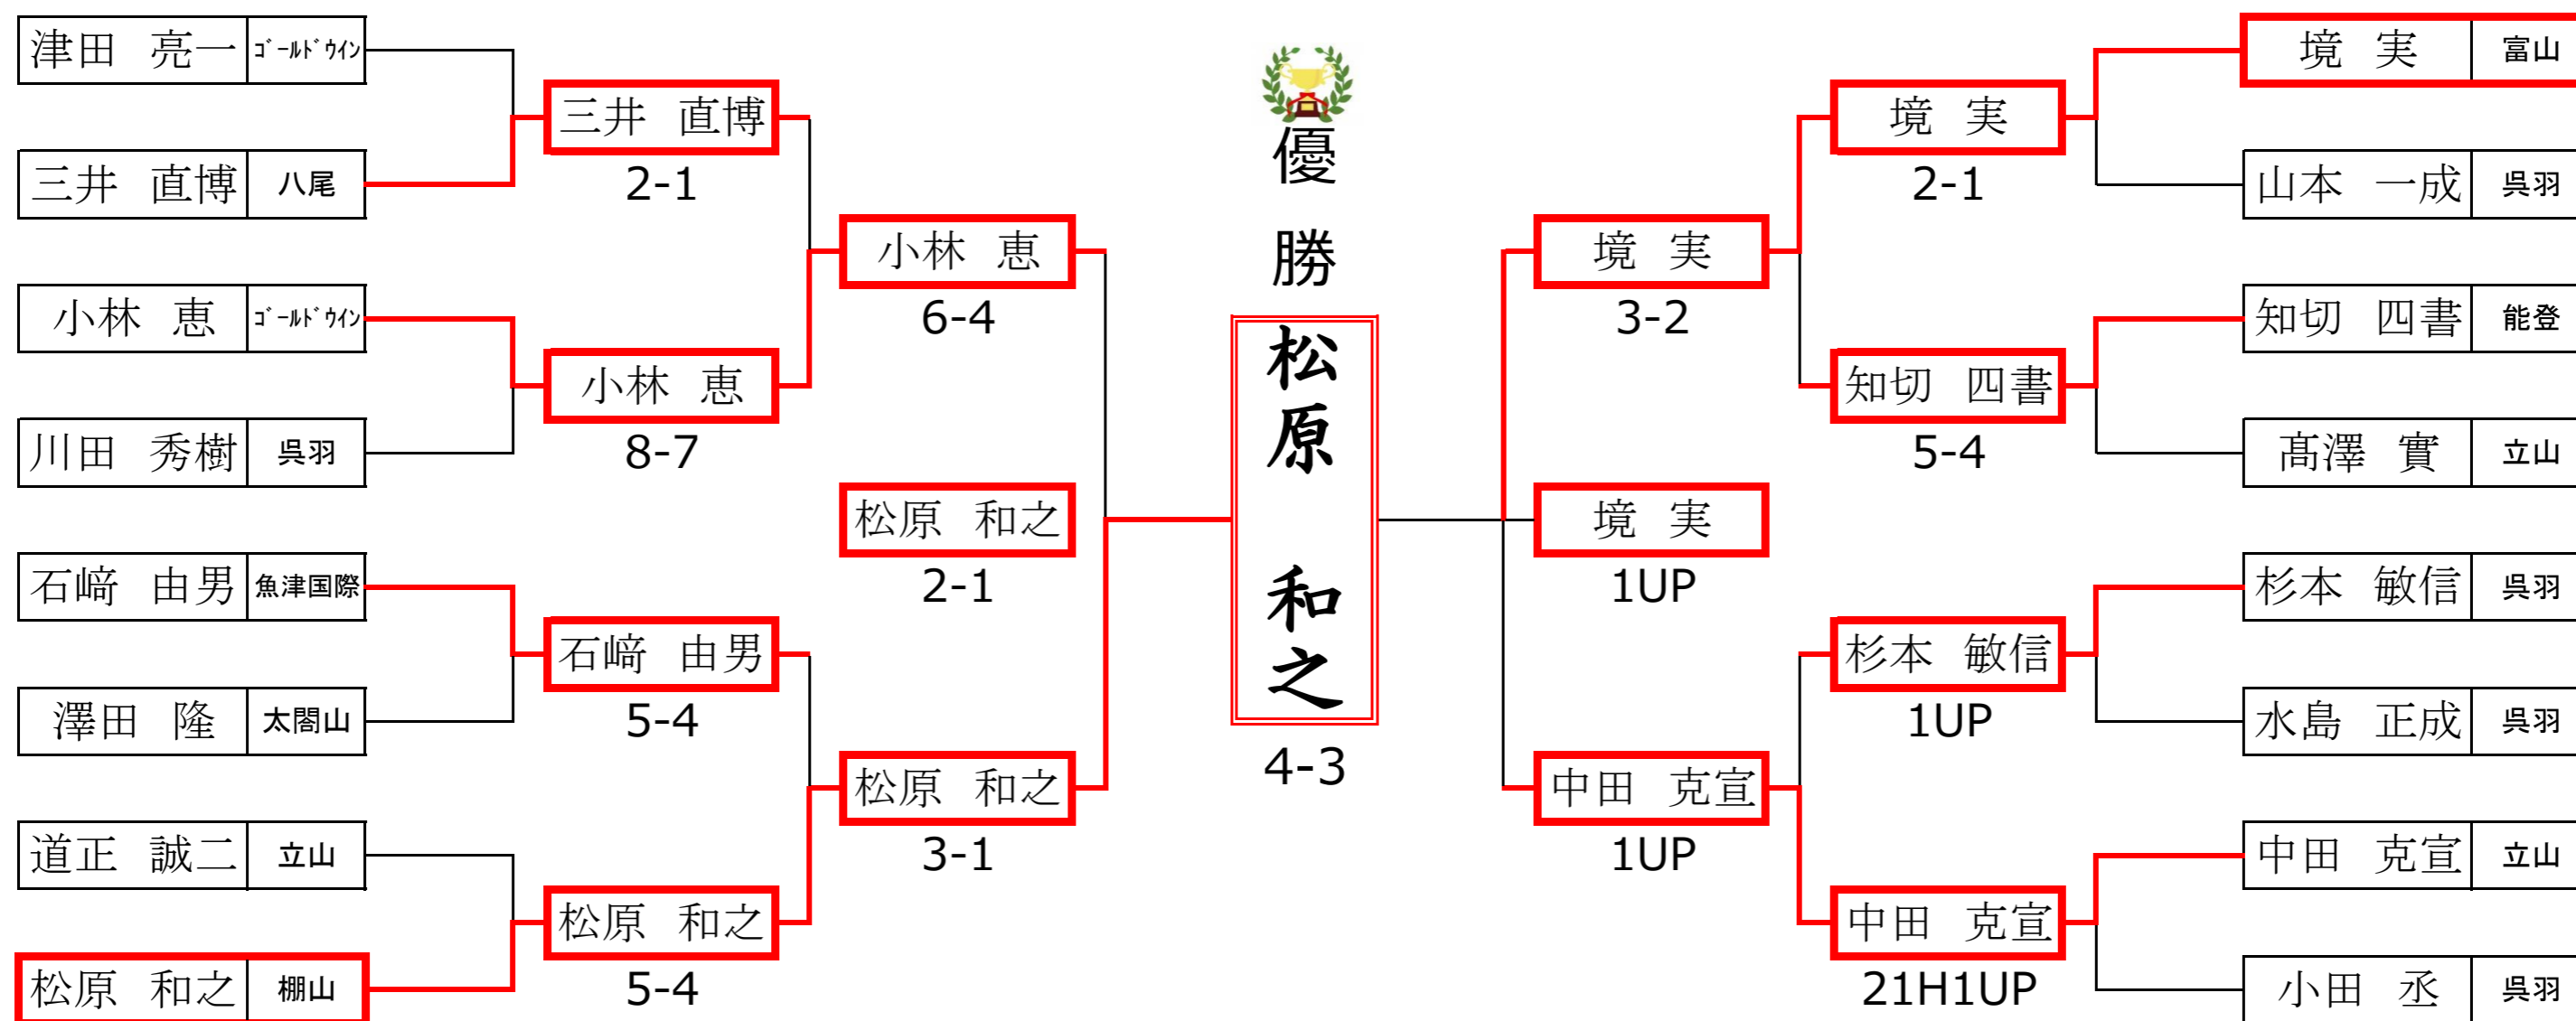 津田 亮一 ｺﾞｰﾙﾄﾞｳｲﾝ
三井 直博 八尾
小林 恵 ｺﾞｰﾙﾄﾞｳｲﾝ
川田 秀樹 呉羽
石﨑 由男 魚津国際
澤田 隆 太閤山
道正 誠二 立山
松原 和之 棚山
三井 直博
2-1
小林 恵
8-7
石﨑 由男
5-4
松原 和之
5-4
小林 恵
6-4
松原 和之
2-1
松原 和之
3-1
優勝
松原 和之
4-3
境 実
3-2
境 実
1UP
中田 克宣
1UP
境 実
2-1
知切 四書
5-4
杉本 敏信
1UP
中田 克宣
21H1UP
境 実 富山
山本 一成 呉羽
知切 四書 能登
髙澤 實 立山
杉本 敏信 呉羽
水島 正成 呉羽
中田 克宣 立山
小田 丞 呉羽